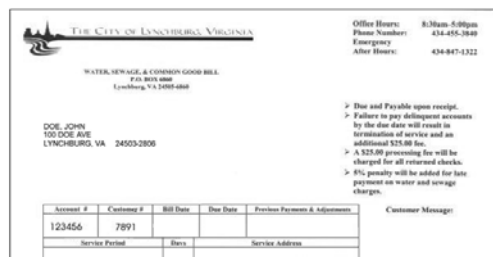 THE CITY OF LYNCHBURG, VIRGINIA
Office Hours: 8:30am-5:00pm
Phone Number: 434-455-3840
Emergency
After Hours: 434-847-1322
WATER, SEWAGE, & COMMON GOOD BILL
P.O. BOX 6060
Lynchburg, VA 24505-6060
➢ Due and Payable upon receipt.
➢ Failure to pay delinquent accounts
by the due date will result in
termination of service and an
additional $25.00 fee.
➢ A $25.00 processing fee will be
charged for all returned checks.
➢ 5% penalty will be added for late
payment on water and sewage
charges.
DOE, JOHN
100 DOE AVE
LYNCHBURG, VA 24503-2806
Customer Message:
Account # Customer # Bill Date Due Date Previous Payments & Adjustments
123456 7891
Service Period Days Service Address